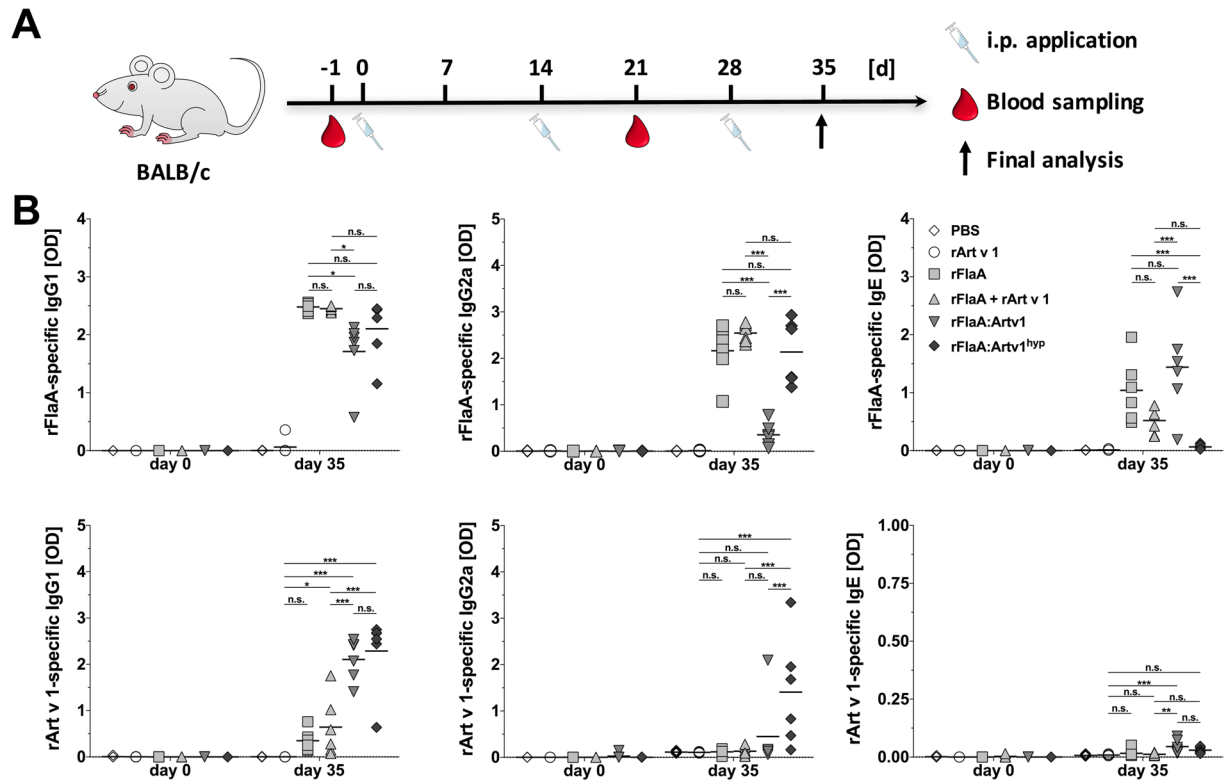 A
-1 0 7 14 21 28 35 [d]
BALB/c
i.p. application
Blood sampling
Final analysis
B
rFlaA-specific IgG1 [OD]
4
3
2
1
0
n.s.
*
n.s.
*
n.s. n.s.
day 0 day 35
rFlaA-specific IgG2a [OD]
5
4
3
2
1
0
n.s.
***
n.s.
***
n.s. ***
day 0 day 35
rFlaA-specific IgE [OD]
4
3
2
1
0
PBS
rArt v 1
rFlaA
rFlaA + rArt v 1
rFlaA:Artv1
rFlaA:Artv1hyp
n.s.
***
***
n.s.
n.s. ***
day 0 day 35
rArt v 1-specific IgG1 [OD]
5
4
3
2
1
0
***
***
*
***
n.s. ***
n.s.
day 0 day 35
rArt v 1-specific IgG2a [OD]
5
4
3
2
1
0
***
n.s.
n.s.
***
n.s. n.s.
***
day 0 day 35
rArt v 1-specific IgE [OD]
1.00
0.75
0.50
0.25
0.00
n.s.
***
n.s. n.s.
n.s. **
n.s.
day 0 day 35